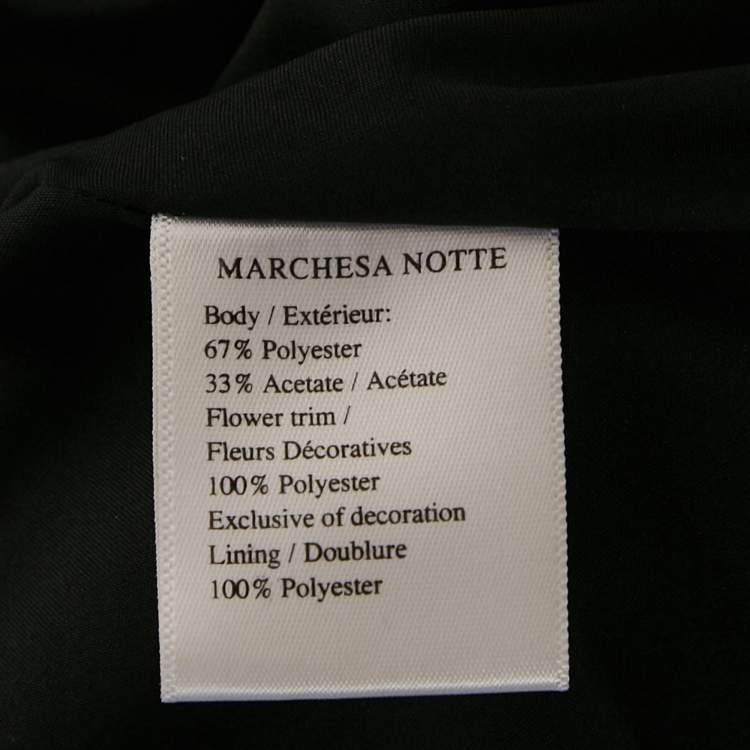 MARCHESA NOTTE
Body / Extérieur:
67% Polyester
33% Acetate / Acétate
Flower trim /
Fleurs Décoratives
100% Polyester
Exclusive of decoration
Lining / Doublure
100% Polyester